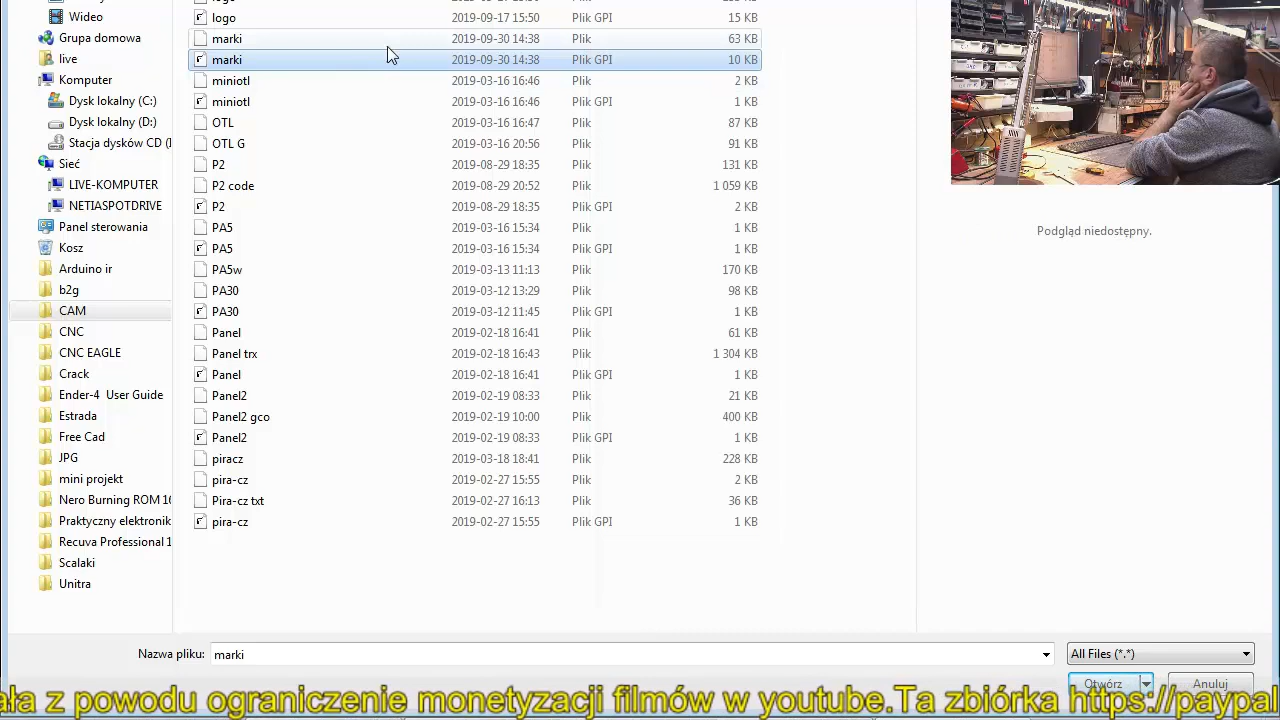 Video
Grupa domowa
live
Komputer
Dysk lokalny (C:)
Dysk lokalny (D:)
Stacja dysków CD (
Sieć
LIVE-KOMPUTER
NETIASPOTDRIVE
Panel sterowania
Kosz
Arduino ir
b2g
CAM
CNC
CNC EAGLE
Crack
Ender-4 User Guide
Estrada
Free Cad
JPG
mini projekt
Nero Burning ROM
Praktyczny elektronik
Recuva Professional 1
Scalaki
Unitra
logo 2019-09-17 15:50 Plik GPI 15 KB
marki 2019-09-30 14:38 Plik 63 KB
marki 2019-09-30 14:38 Plik GPI 10 KB
miniotl 2019-03-16 16:46 Plik 2 KB
miniotl 2019-03-16 16:46 Plik GPI 1 KB
OTL 2019-03-16 16:47 Plik 87 KB
OTL G 2019-03-16 20:56 Plik 91 KB
P2 2019-08-29 18:35 Plik 131 KB
P2 code 2019-08-29 20:52 Plik 1 059 KB
P2 2019-08-29 18:35 Plik GPI 2 KB
PA5 2019-03-16 15:34 Plik 1 KB
PA5 2019-03-16 15:34 Plik GPI 1 KB
PA5w 2019-03-13 11:13 Plik 170 KB
PA30 2019-03-12 13:29 Plik 98 KB
PA30 2019-03-12 11:45 Plik GPI 1 KB
Panel 2019-02-18 16:41 Plik 61 KB
Panel trx 2019-02-18 16:43 Plik 1 304 KB
Panel 2019-02-18 16:41 Plik GPI 1 KB
Panel2 2019-02-19 08:33 Plik 21 KB
Panel2 gco 2019-02-19 10:00 Plik 400 KB
Panel2 2019-02-19 08:33 Plik GPI 1 KB
piracz 2019-03-18 18:41 Plik 228 KB
pira-cz 2019-02-27 15:55 Plik 2 KB
Pira-cz txt 2019-02-27 16:13 Plik 36 KB
pira-cz 2019-02-27 15:55 Plik GPI 1 KB
Podgląd niedostępny.
Nazwa pliku: marki All Files (*.*)
Otwórz Anuluj
ała z powodu ograniczenie monetyzacji filmów w youtube.Ta zbiórka https://paypal